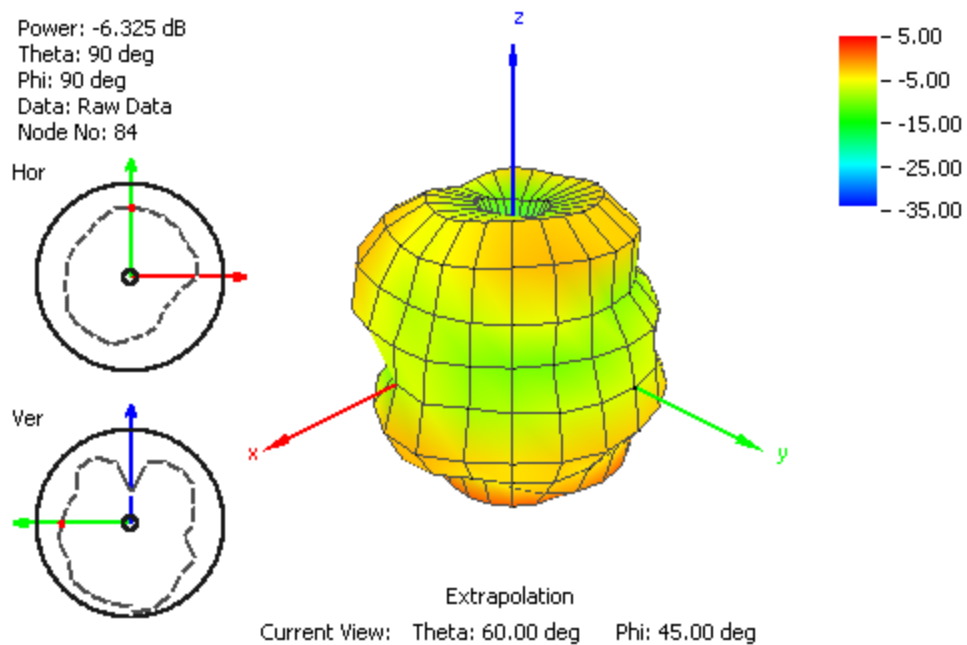 Power: -6.325 dB
Theta: 90 deg
Phi: 90 deg
Data: Raw Data
Node No: 84
Hor
Ver
z
x
y
5.00
-5.00
-15.00
-25.00
-35.00
Extrapolation
Current View: Theta: 60.00 deg Phi: 45.00 deg